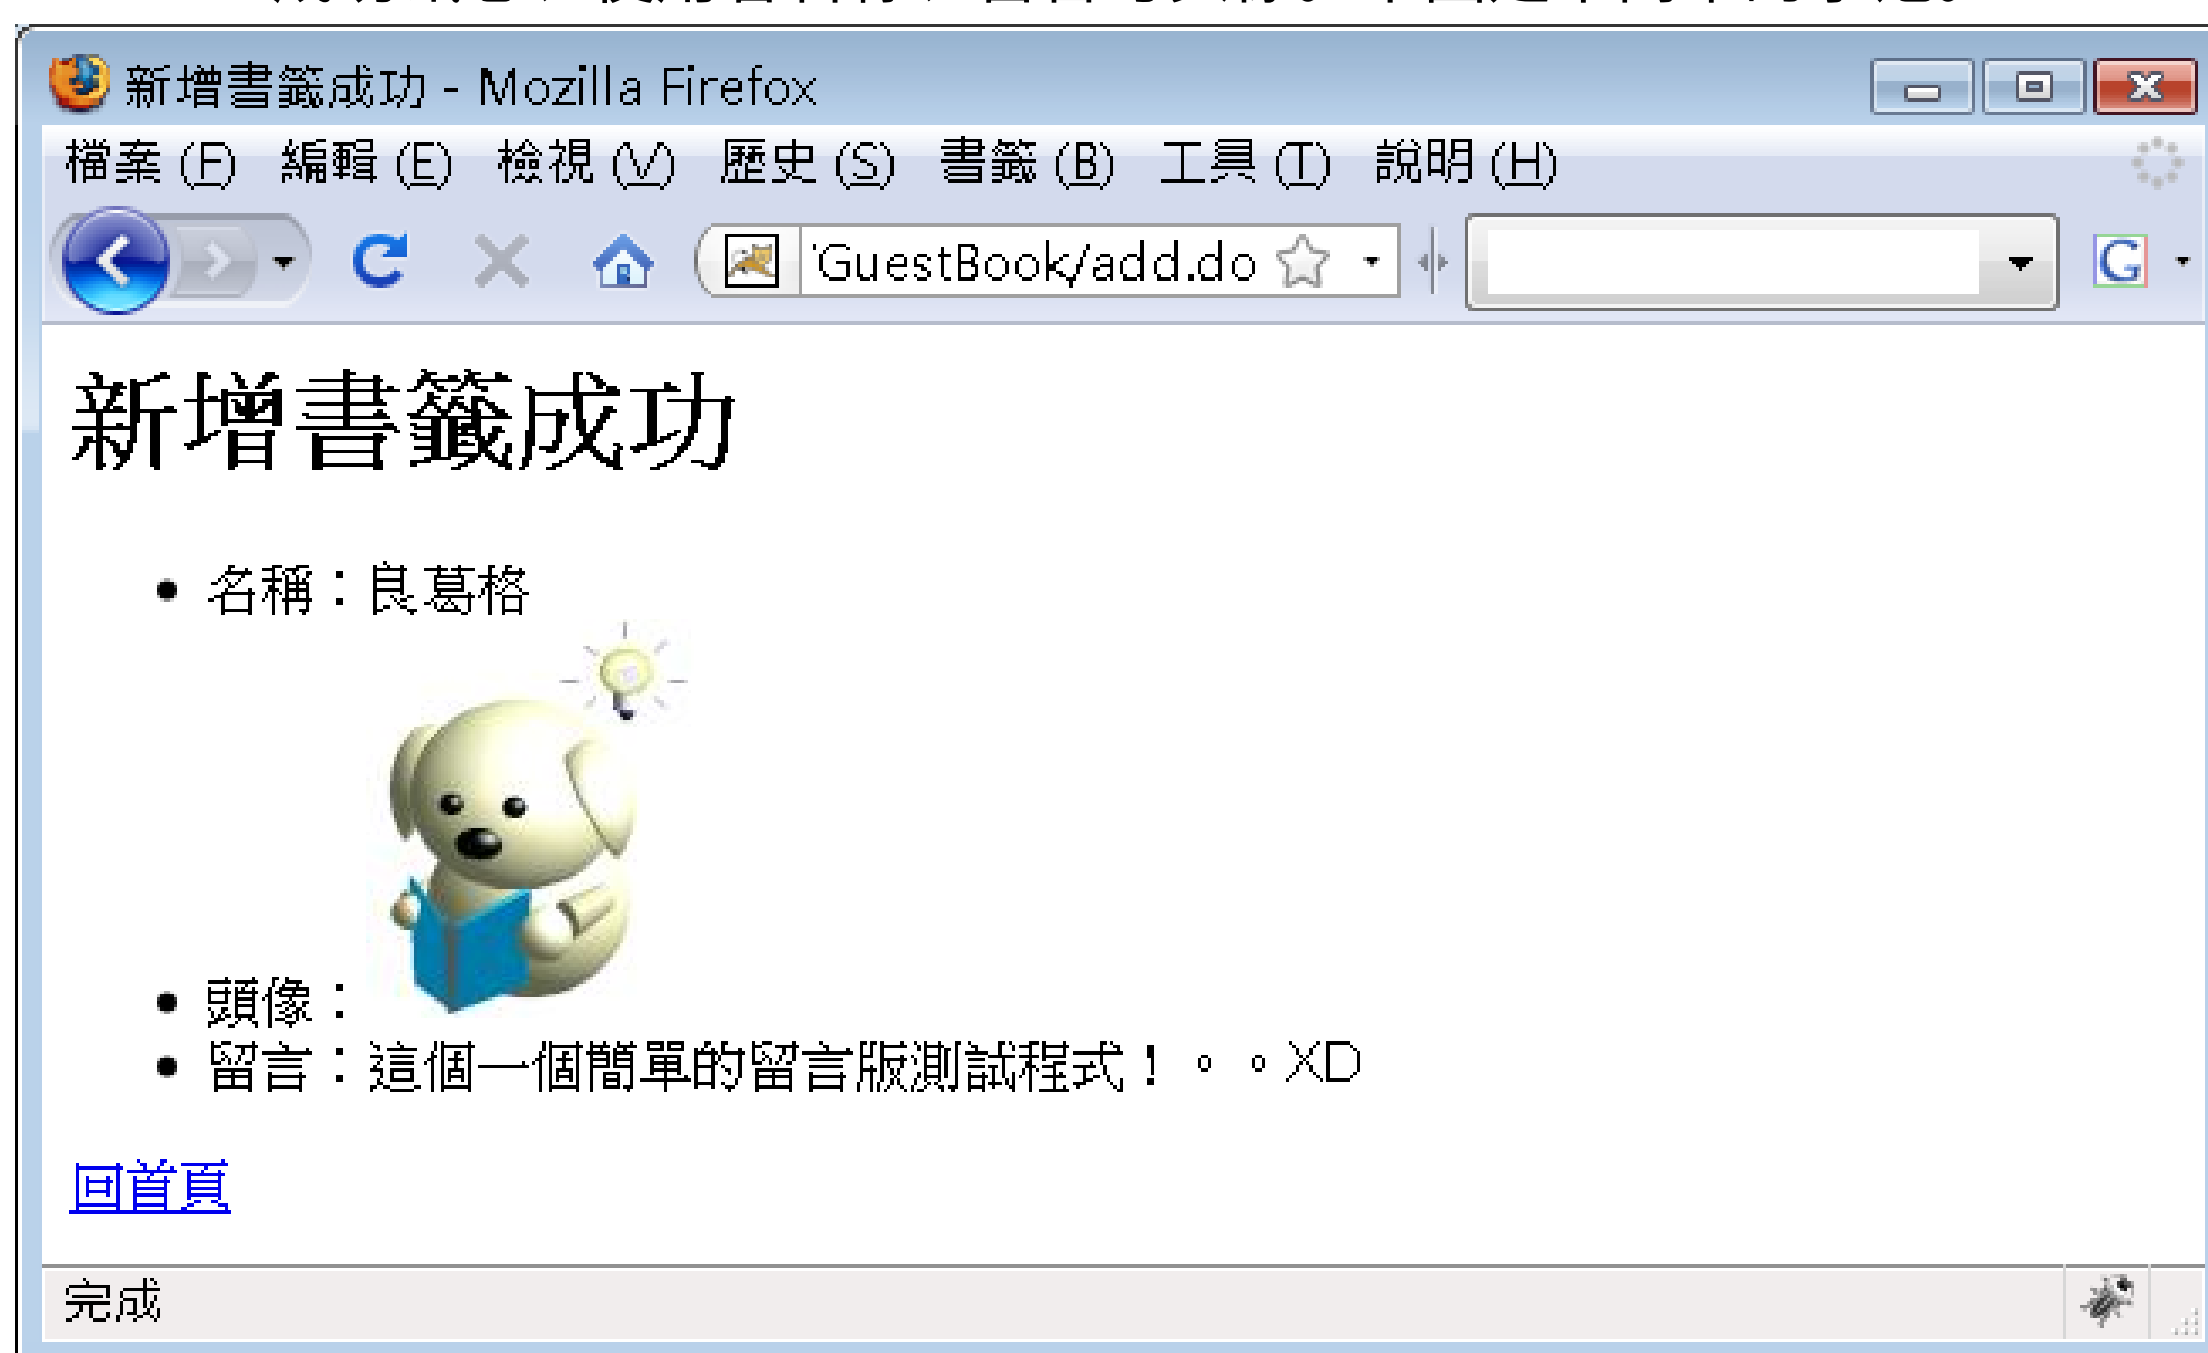 新增書籤成功 - Mozilla Firefox
檔案 (F) 編輯 (E) 檢視 (V) 歷史 (S) 書籤 (B) 工具 (T) 說明 (H)
GuestBook/add.do
新增書籤成功
• 名稱：良葛格
• 頭像：
• 留言：這個一個簡單的留言版測試程式！。。XD
回首頁
完成